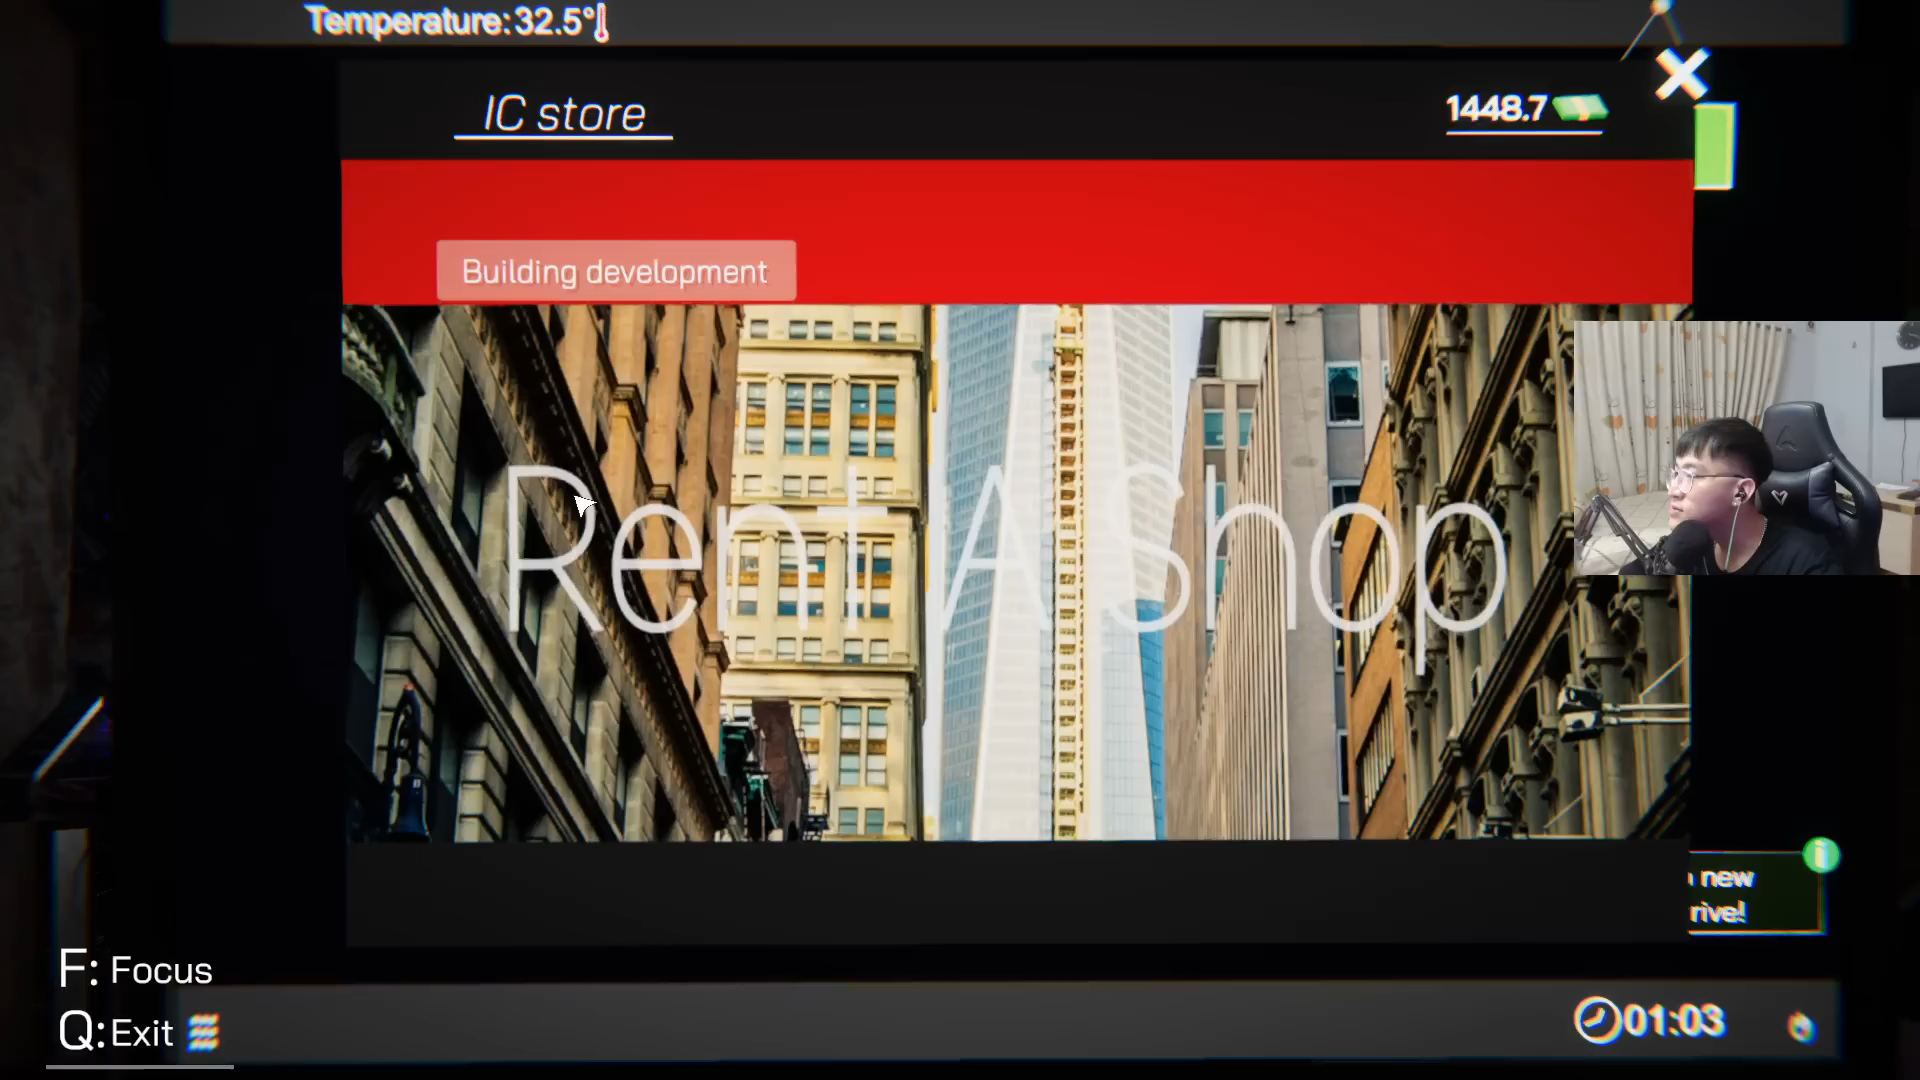 Temperature: 32.5°
IC store
1448.7
Building development
Rent A Shop
new
rive!
F: Focus
Q: Exit
01:03